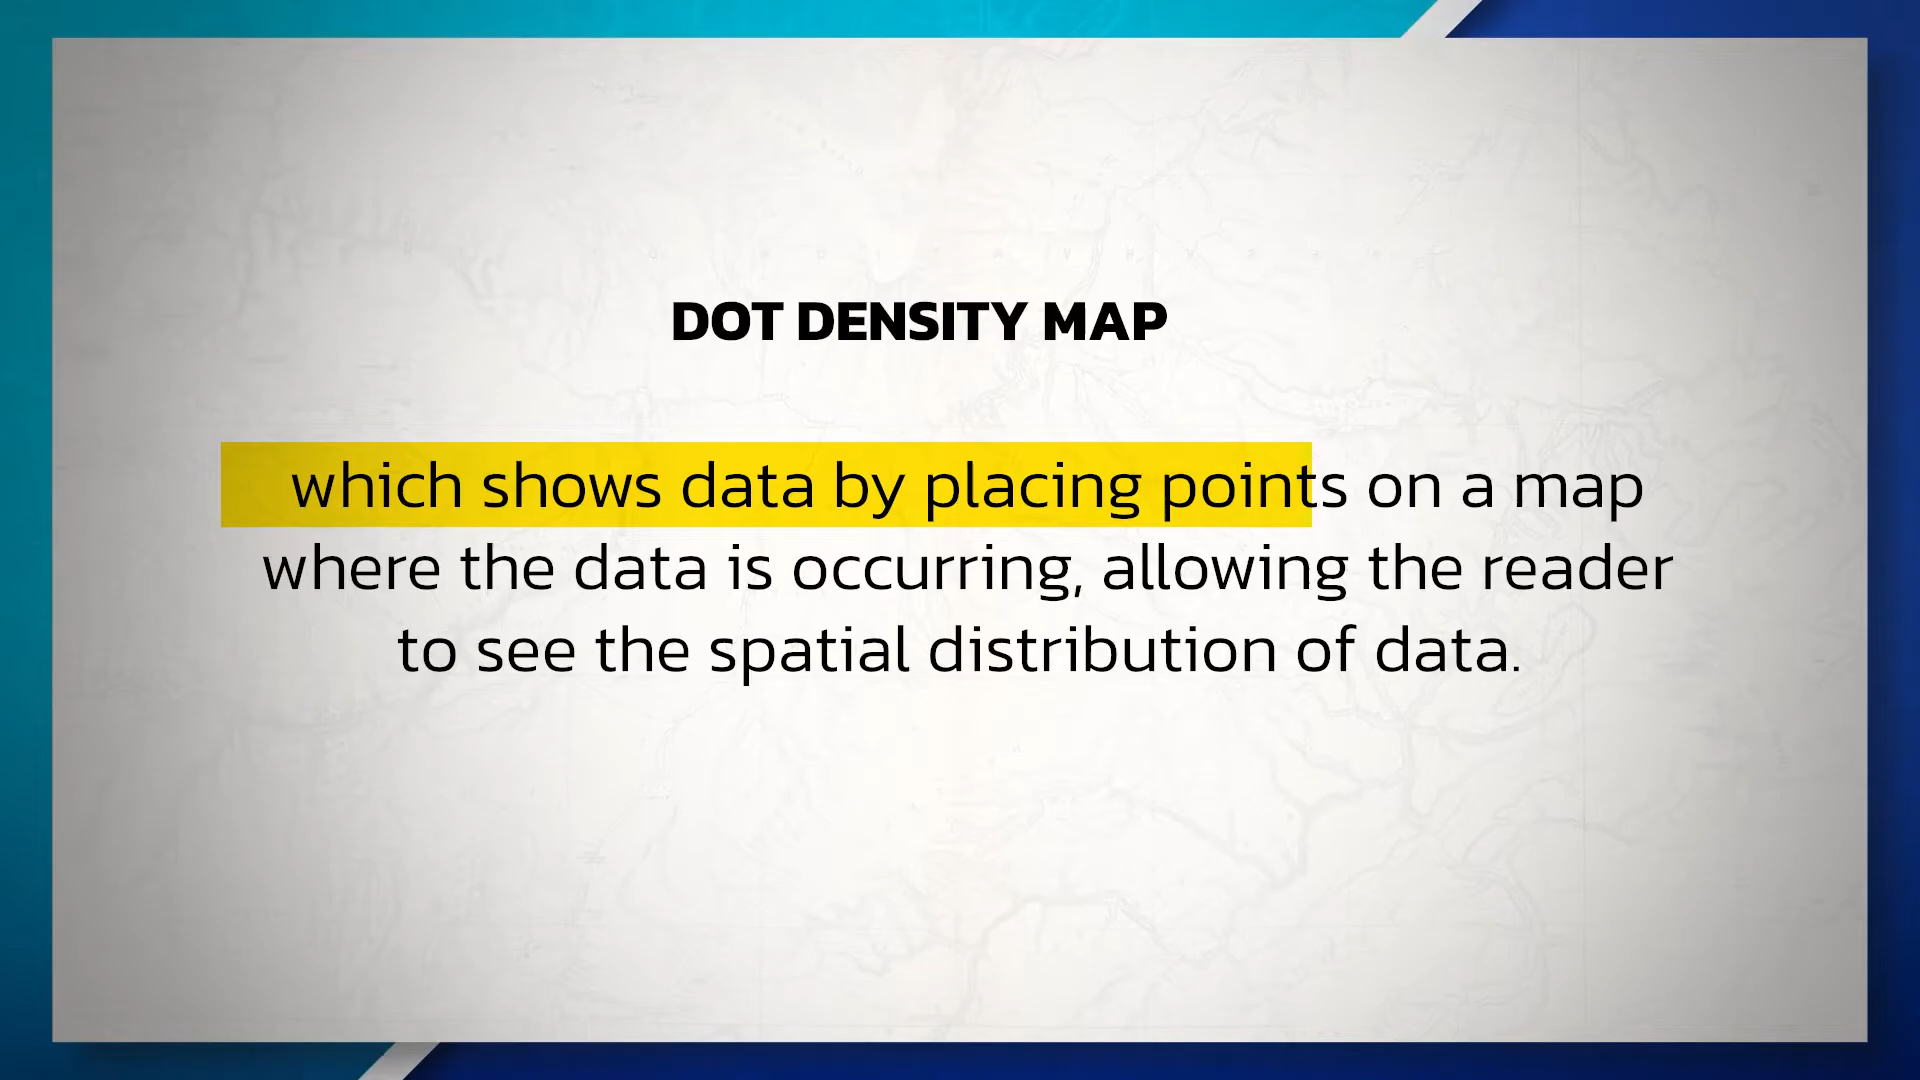 DOT DENSITY MAP
which shows data by placing points on a map
where the data is occurring, allowing the reader
to see the spatial distribution of data.